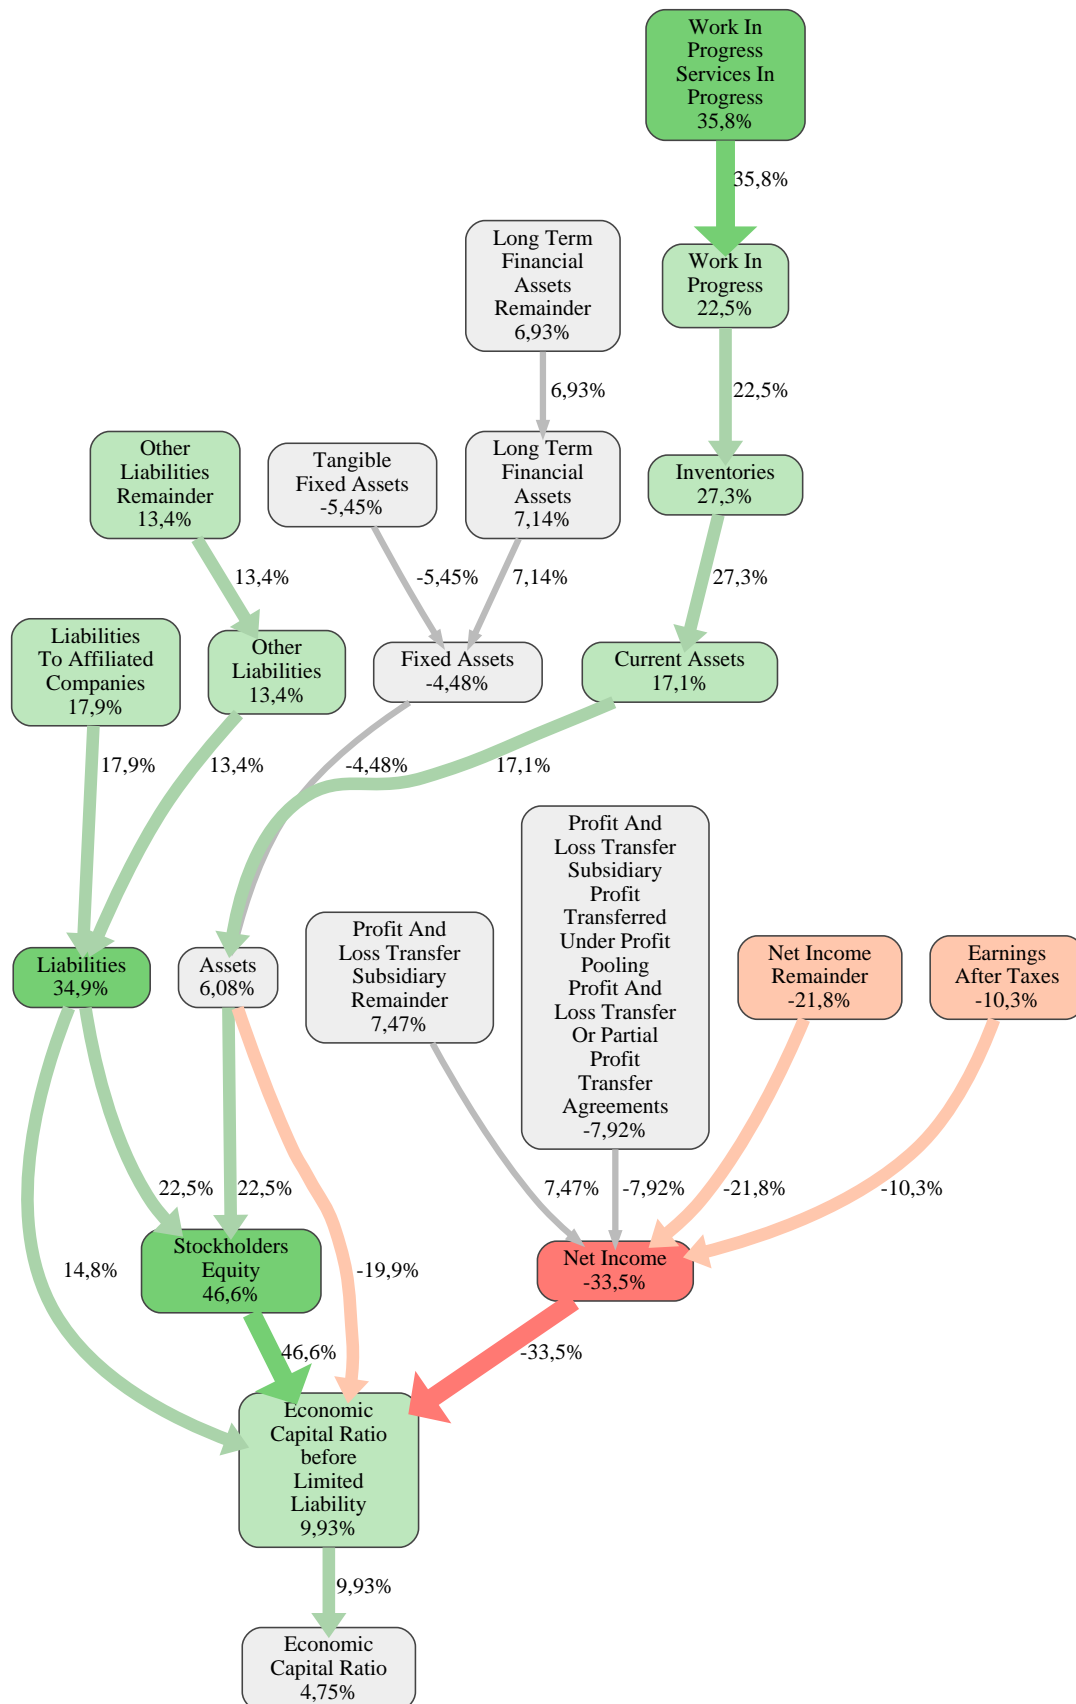 Work In
Progress
Services In
Progress
35,8%
35,8%
Long Term
Financial
Assets
Remainder
6,93%
Work In
Progress
22,5%
6,93%
22,5%
Other
Liabilities
Remainder
13,4%
Tangible
Fixed Assets
-5,45%
Long Term
Financial
Assets
7,14%
Inventories
27,3%
13,4%
-5,45%
7,14%
27,3%
Liabilities
To Affiliated
Companies
17,9%
Other
Liabilities
13,4%
Fixed Assets
-4,48%
Current Assets
17,1%
17,9%
13,4%
-4,48%
17,1%
Profit And
Loss Transfer
Subsidiary
Profit
Transferred
Under Profit
Pooling
Profit And
Loss Transfer
Or Partial
Profit
Transfer
Agreements
-7,92%
Liabilities
34,9%
Assets
6,08%
Profit And
Loss Transfer
Subsidiary
Remainder
7,47%
Net Income
Remainder
-21,8%
Earnings
After Taxes
-10,3%
22,5%
22,5%
7,47%
-7,92%
-21,8%
-10,3%
14,8%
Stockholders
Equity
46,6%
-19,9%
Net Income
-33,5%
46,6%
-33,5%
Economic
Capital Ratio
before
Limited
Liability
9,93%
9,93%
Economic
Capital Ratio
4,75%